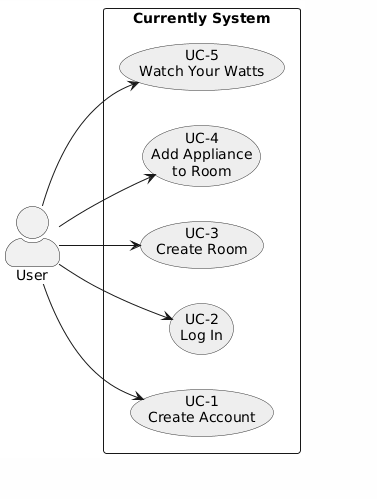 Currently System
UC-5
Watch Your Watts
UC-4
Add Appliance
to Room
UC-3
Create Room
User
UC-2
Log In
UC-1
Create Account